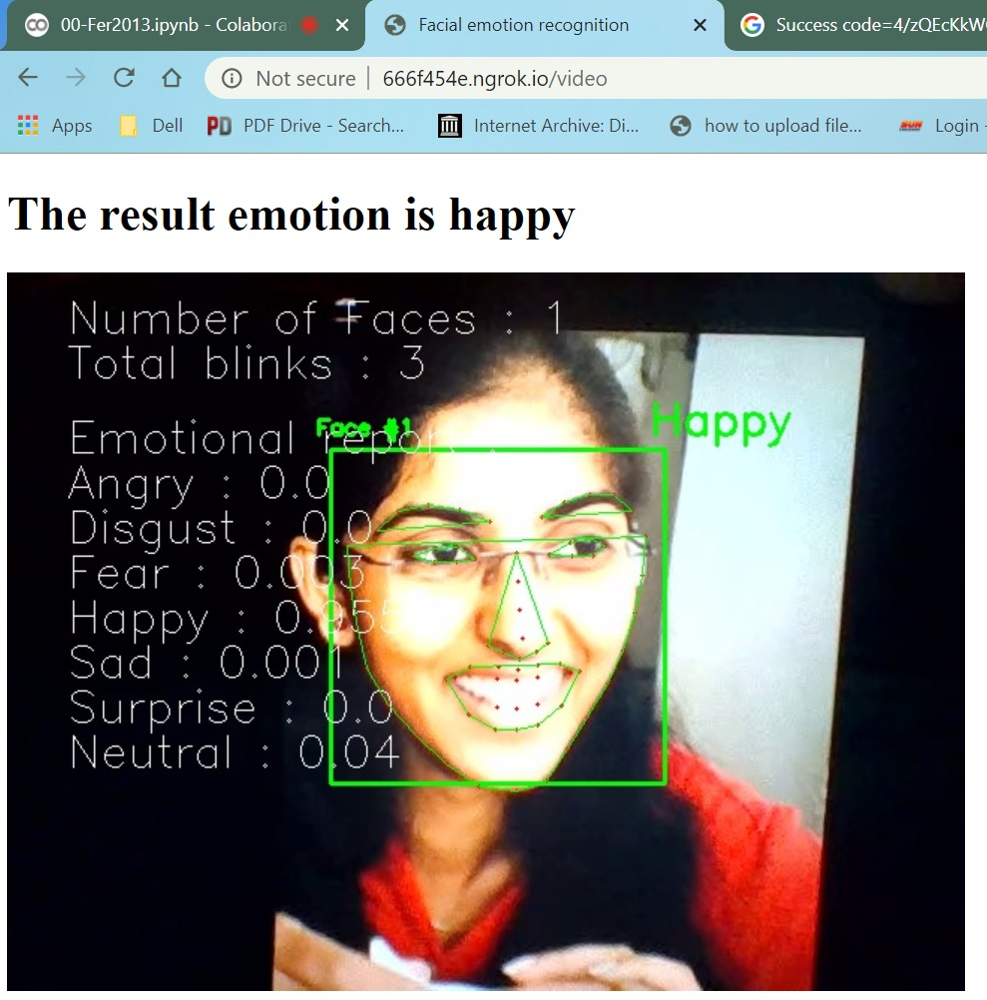 00-Fer2013.ipynb - Colabora
Facial emotion recognition
Success code=4/zQEcKkW
Not secure | 666f454e.ngrok.io/video
Apps Dell PDF Drive - Search... Internet Archive: Di... how to upload file... Login -
The result emotion is happy
Number of Faces : 1
Total blinks : 3
Happy
Face #1
Emotional report :
Angry : 0.0
Disgust : 0.0
Fear : 0.003
Happy : 0.955
Sad : 0.001
Surprise : 0.0
Neutral : 0.04